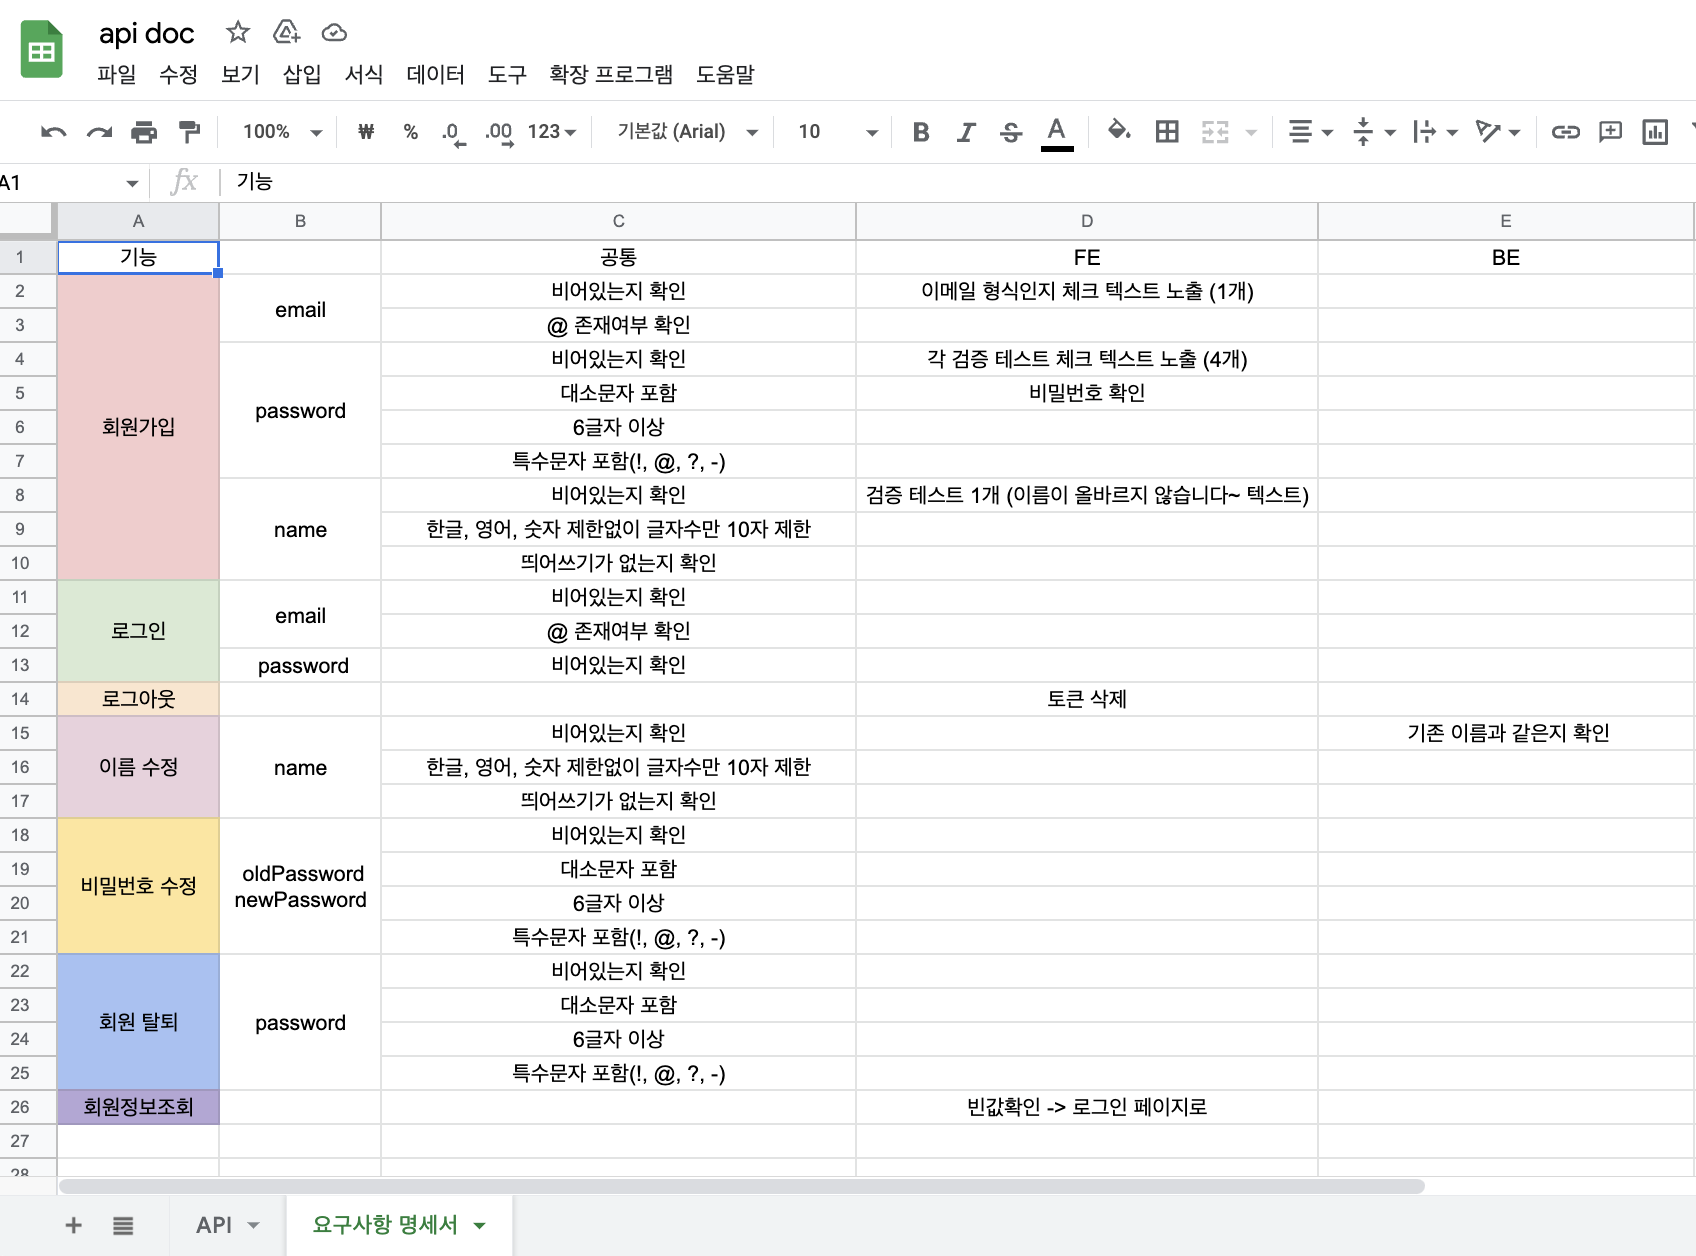 api doc
파일 수정 보기 삽입 서식 데이터 도구 확장 프로그램 도움말
100% ₩ % .0 .00 123 기본값 (Arial) 10 B I S A
A1 fx 기능
A B C D E
1 기능 공통 FE BE
2 회원가입 email 비어있는지 확인 이메일 형식인지 체크 텍스트 노출 (1개)
3 @ 존재여부 확인
4 password 비어있는지 확인 각 검증 테스트 체크 텍스트 노출 (4개)
5 대소문자 포함 비밀번호 확인
6 6글자 이상
7 특수문자 포함(!, @, ?, -)
8 name 비어있는지 확인 검증 테스트 1개 (이름이 올바르지 않습니다~ 텍스트)
9 한글, 영어, 숫자 제한없이 글자수만 10자 제한
10 띄어쓰기가 없는지 확인
11 로그인 email 비어있는지 확인
12 @ 존재여부 확인
13 password 비어있는지 확인
14 로그아웃 토큰 삭제
15 이름 수정 name 비어있는지 확인 기존 이름과 같은지 확인
16 한글, 영어, 숫자 제한없이 글자수만 10자 제한
17 띄어쓰기가 없는지 확인
18 비밀번호 수정 oldPassword newPassword 비어있는지 확인
19 대소문자 포함
20 6글자 이상
21 특수문자 포함(!, @, ?, -)
22 회원 탈퇴 password 비어있는지 확인
23 대소문자 포함
24 6글자 이상
25 특수문자 포함(!, @, ?, -)
26 회원정보조회 빈값확인 -> 로그인 페이지로
27
28
+ API 요구사항 명세서